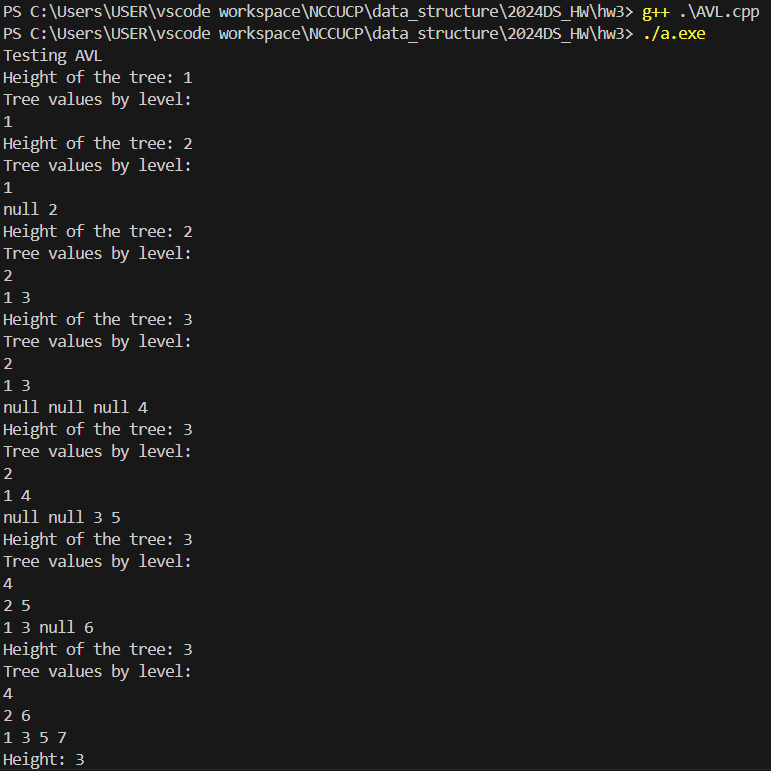 PS C:\Users\USER\vscode workspace\NCCUCP\data_structure\2024DS_HW\hw3> g++ .\AVL.cpp
PS C:\Users\USER\vscode workspace\NCCUCP\data_structure\2024DS_HW\hw3> ./a.exe
Testing AVL
Height of the tree: 1
Tree values by level:
1
Height of the tree: 2
Tree values by level:
1
null 2
Height of the tree: 2
Tree values by level:
2
1 3
Height of the tree: 3
Tree values by level:
2
1 3
null null null 4
Height of the tree: 3
Tree values by level:
2
1 4
null null 3 5
Height of the tree: 3
Tree values by level:
4
2 5
1 3 null 6
Height of the tree: 3
Tree values by level:
4
2 6
1 3 5 7
Height: 3